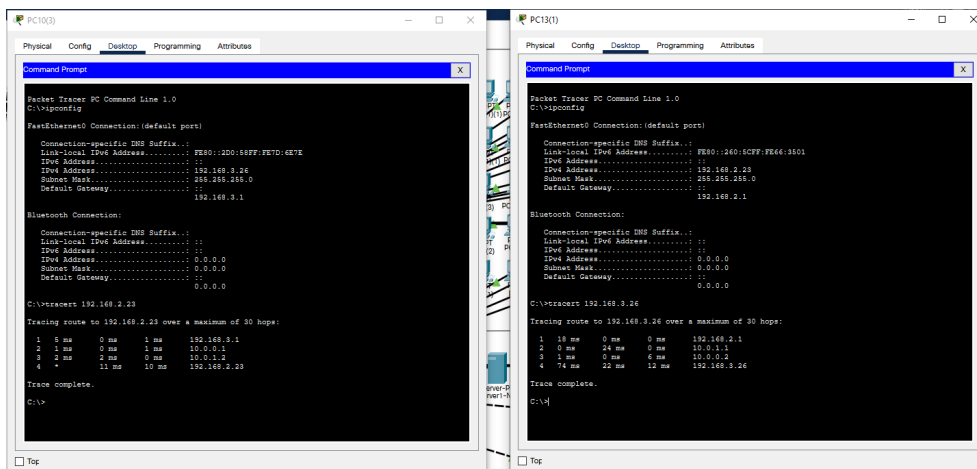 PC10(3)
Physical Config Desktop Programming Attributes
Command Prompt X
Packet Tracer PC Command Line 1.0
C:\>ipconfig
FastEthernet0 Connection:(default port)
Connection-specific DNS Suffix..:
Link-local IPv6 Address.........: FE80::2D0:58FF:FE7D:6E7E
IPv6 Address....................: ::
IPv4 Address....................: 192.168.3.26
Subnet Mask.....................: 255.255.255.0
Default Gateway.................: ::
192.168.3.1
Bluetooth Connection:
Connection-specific DNS Suffix..:
Link-local IPv6 Address.........: ::
IPv6 Address....................: ::
IPv4 Address....................: 0.0.0.0
Subnet Mask.....................: 0.0.0.0
Default Gateway.................: ::
0.0.0.0
C:\>tracert 192.168.2.23
Tracing route to 192.168.2.23 over a maximum of 30 hops:
1 5 ms 0 ms 1 ms 192.168.3.1
2 1 ms 0 ms 1 ms 10.0.0.1
3 2 ms 2 ms 0 ms 10.0.1.2
4 * 11 ms 10 ms 192.168.2.23
Trace complete.
C:\>
Top
PC13(1)
Physical Config Desktop Programming Attributes
Command Prompt X
Packet Tracer PC Command Line 1.0
C:\>ipconfig
FastEthernet0 Connection:(default port)
Connection-specific DNS Suffix..:
Link-local IPv6 Address.........: FE80::260:5CFF:FE66:3501
IPv6 Address....................: ::
IPv4 Address....................: 192.168.2.23
Subnet Mask.....................: 255.255.255.0
Default Gateway.................: ::
192.168.2.1
Bluetooth Connection:
Connection-specific DNS Suffix..:
Link-local IPv6 Address.........: ::
IPv6 Address....................: ::
IPv4 Address....................: 0.0.0.0
Subnet Mask.....................: 0.0.0.0
Default Gateway.................: ::
0.0.0.0
C:\>tracert 192.168.3.26
Tracing route to 192.168.3.26 over a maximum of 30 hops:
1 18 ms 0 ms 0 ms 192.168.2.1
2 0 ms 24 ms 0 ms 10.0.1.1
3 1 ms 0 ms 6 ms 10.0.0.2
4 74 ms 22 ms 12 ms 192.168.3.26
Trace complete.
C:\>
Top